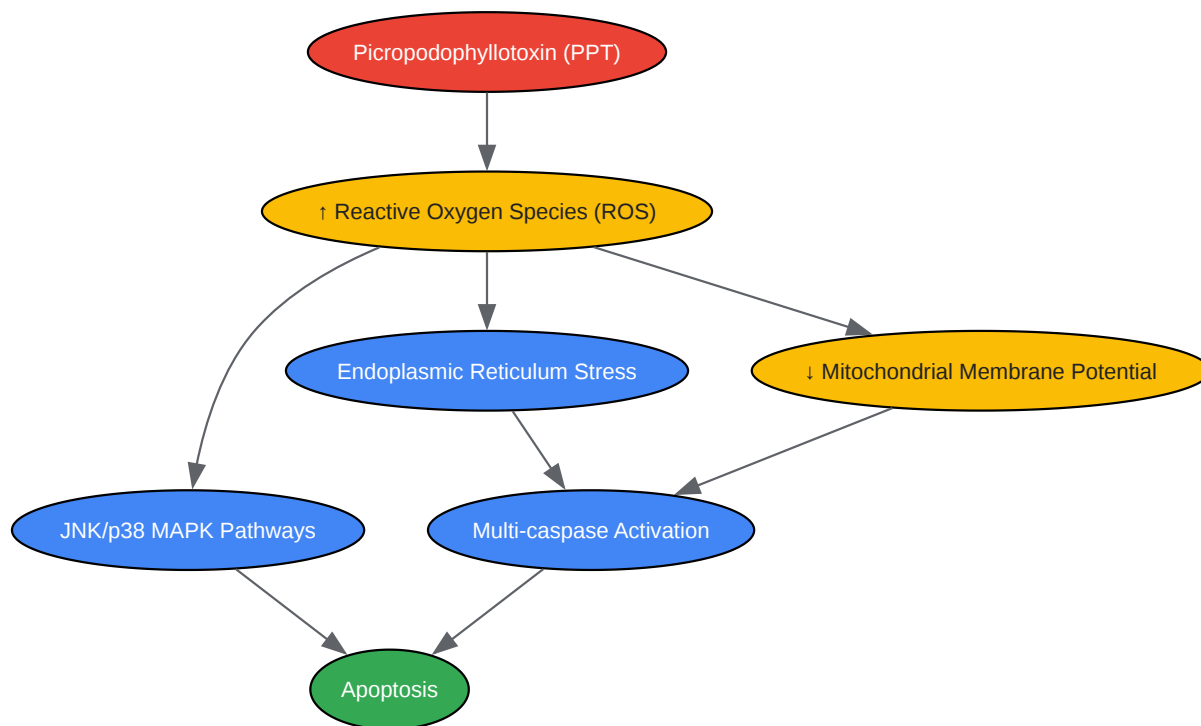 Picropodophyllotoxin (PPT)
↑ Reactive Oxygen Species (ROS)
Endoplasmic Reticulum Stress
↓ Mitochondrial Membrane Potential
JNK/p38 MAPK Pathways
Multi-caspase Activation
Apoptosis